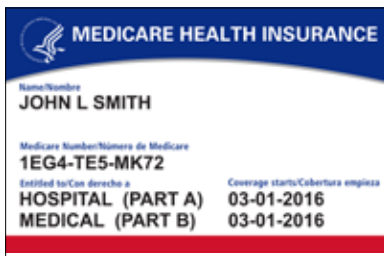 MEDICARE HEALTH INSURANCE
Name/Nombre
JOHN L SMITH
Medicare Number/Número de Medicare
1EG4-TE5-MK72
Entitled to/Con derecho a Coverage starts/Cobertura empieza
HOSPITAL (PART A) 03-01-2016
MEDICAL (PART B) 03-01-2016